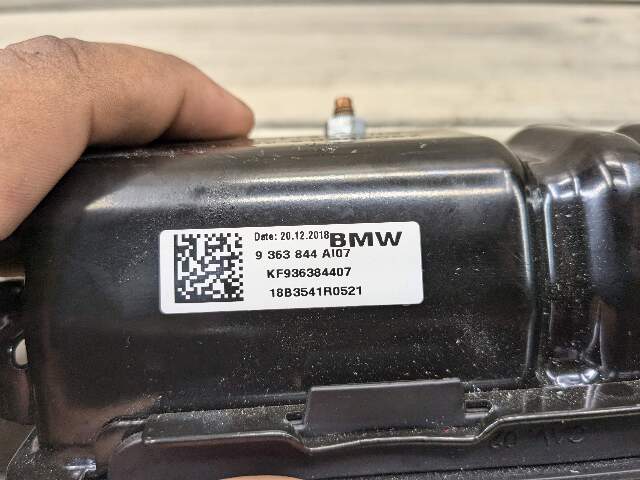 Date: 20.12.2018 BMW
9 363 844 AI07
KF936384407
18B3541R0521